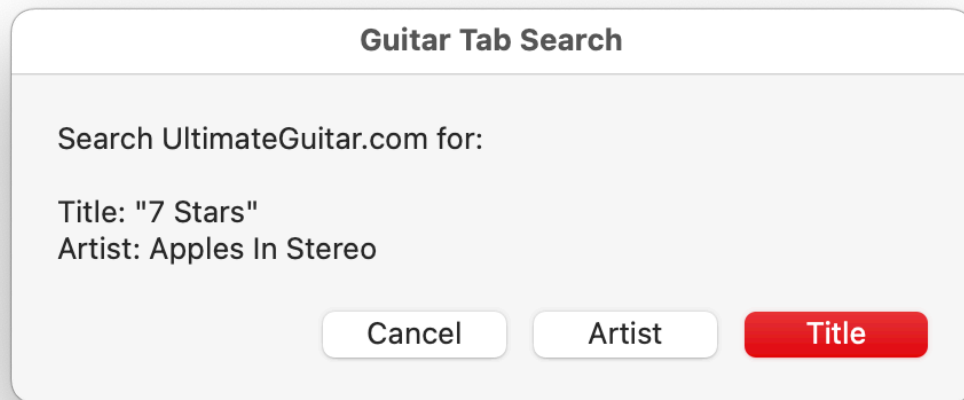 Guitar Tab Search
Search UltimateGuitar.com for:
Title: "7 Stars"
Artist: Apples In Stereo
Cancel Artist Title